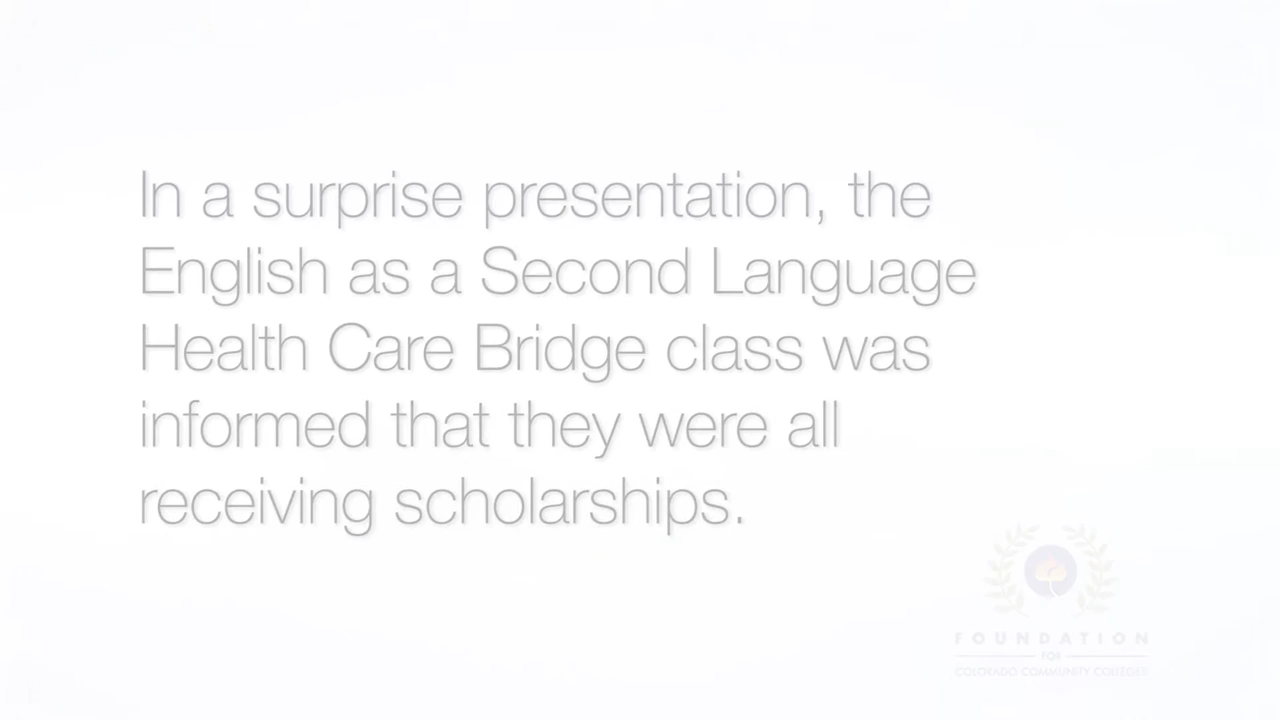 In a surprise presentation, the
English as a Second Language
Health Care Bridge class was
informed that they were all
receiving scholarships.
FOUNDATION
FOR
COLORADO COMMUNITY COLLEGES